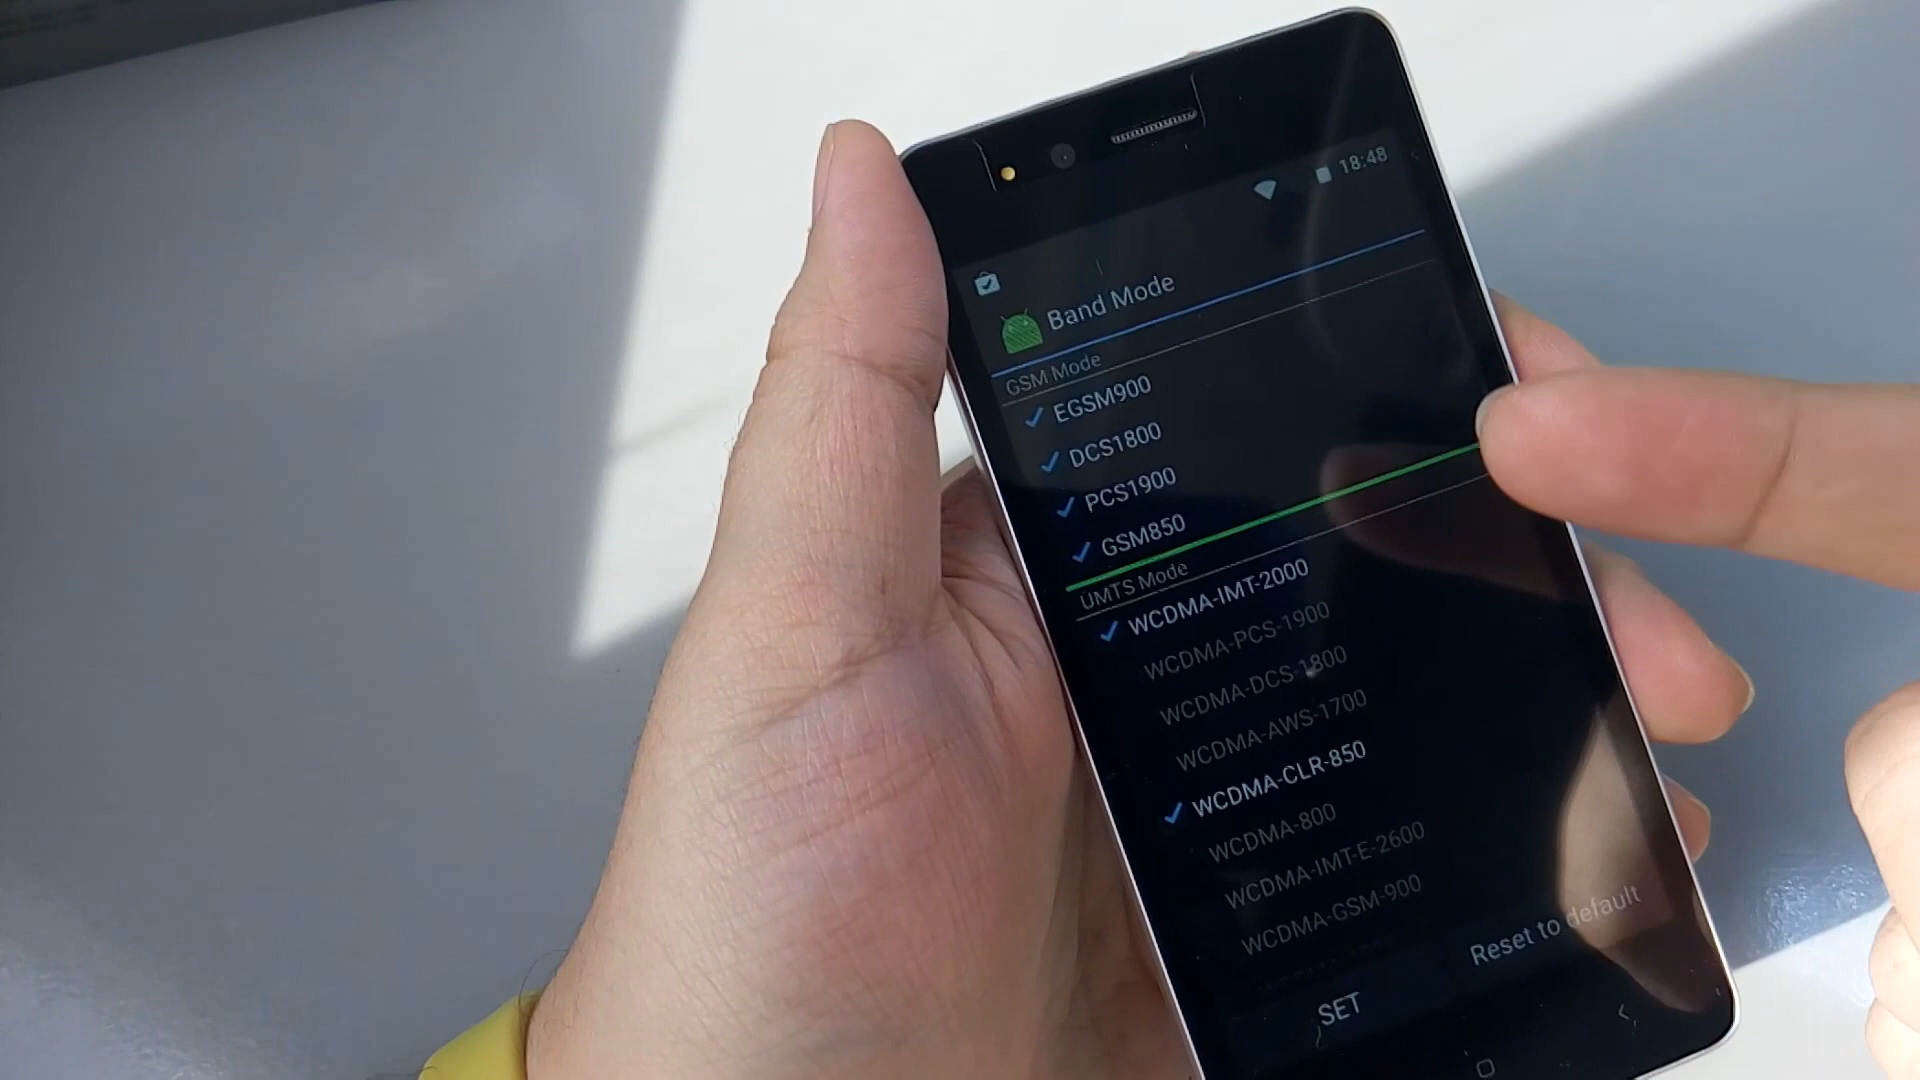 18:48
Band Mode
GSM Mode
EGSM900
DCS1800
PCS1900
GSM850
UMTS Mode
WCDMA-IMT-2000
WCDMA-PCS-1900
WCDMA-DCS-1800
WCDMA-AWS-1700
WCDMA-CLR-850
WCDMA-800
WCDMA-IMT-E-2600
WCDMA-GSM-900
SET
Reset to default